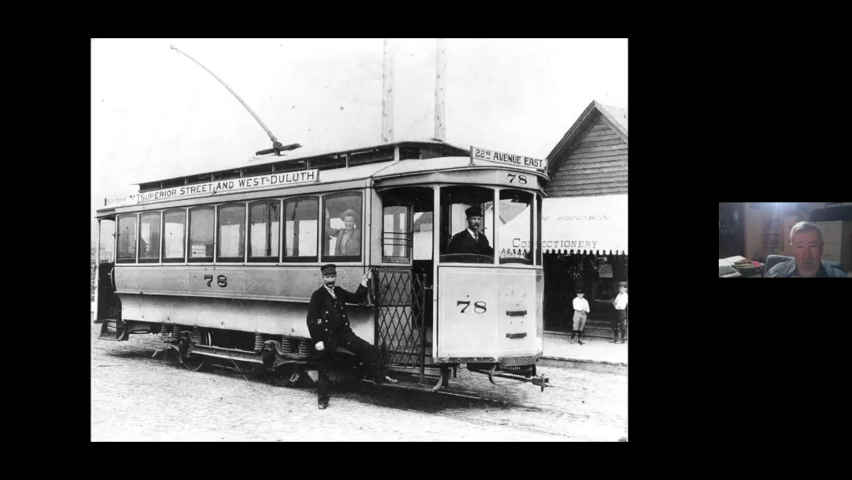 SUPERIOR STREET AND WEST-DULUTH
22ND AVENUE EAST
78
78
78
CONFECTIONERY